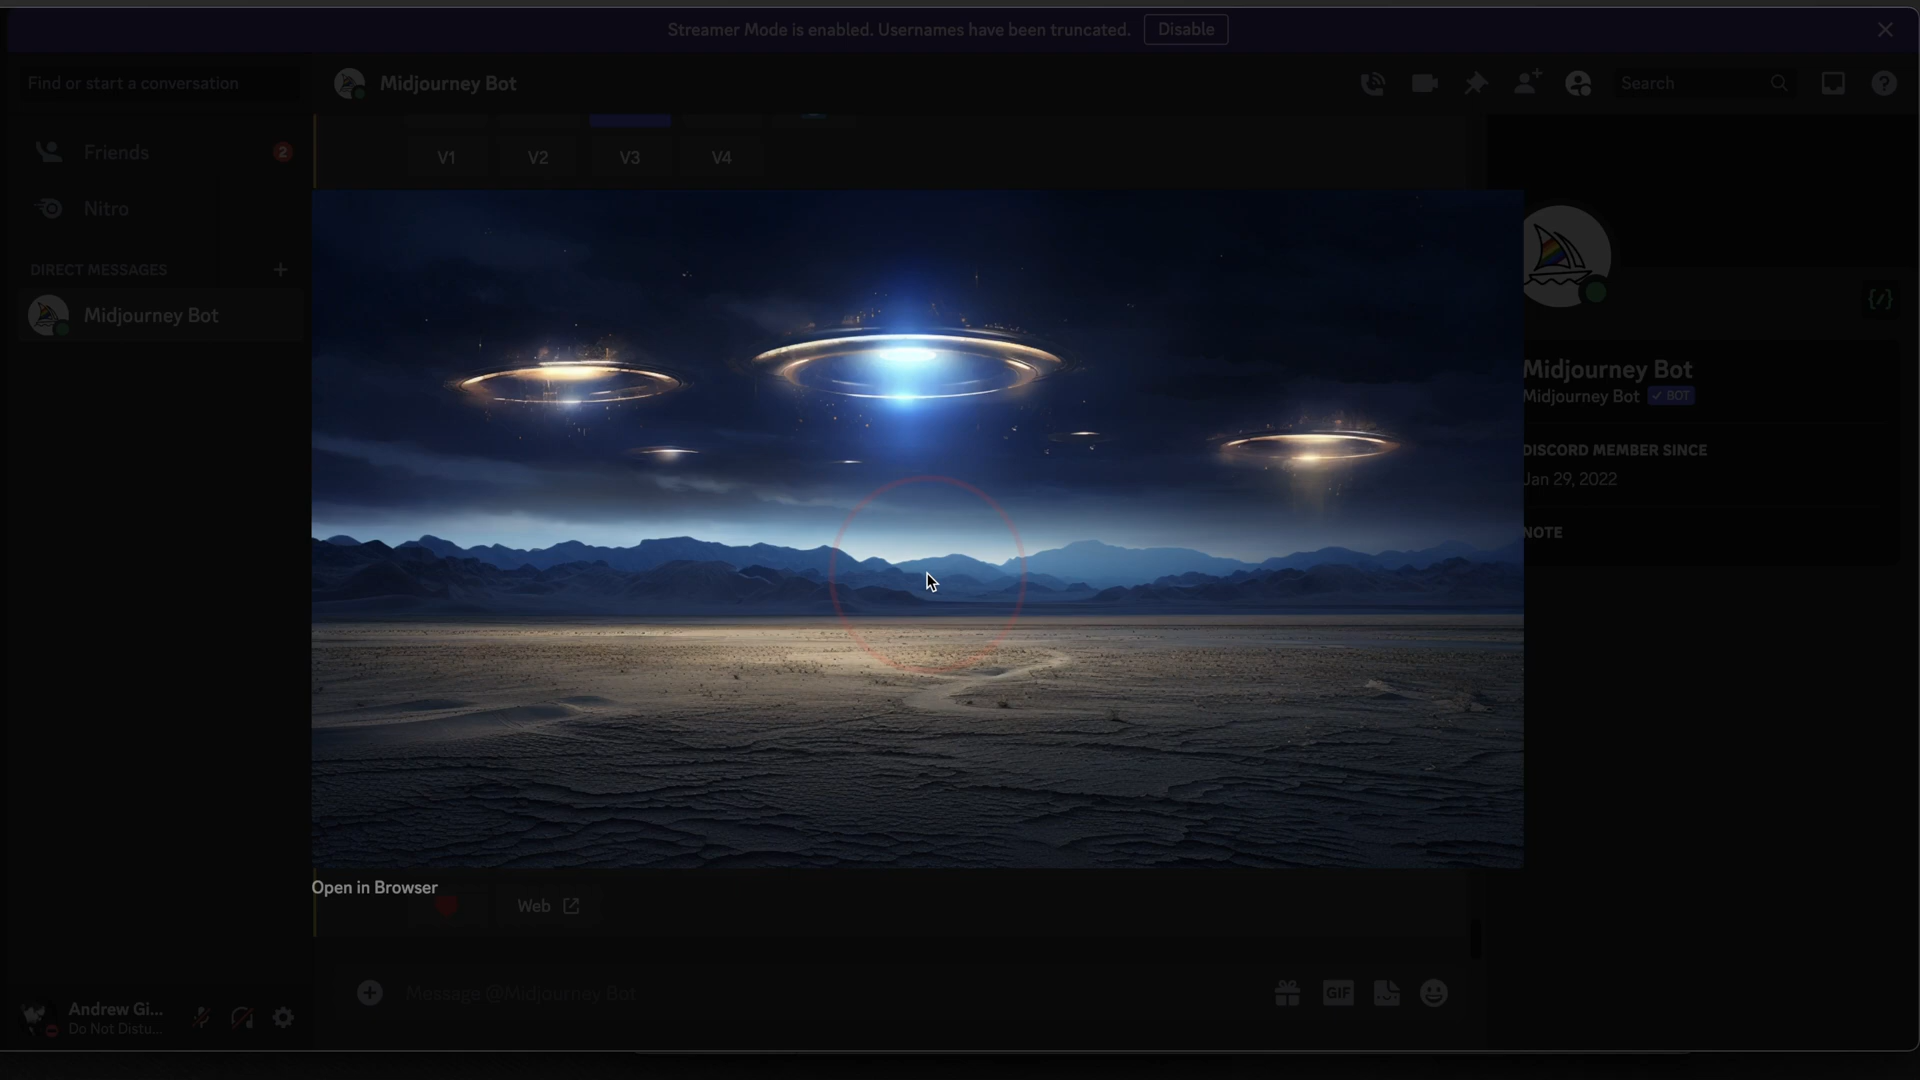 Streamer Mode is enabled. Usernames have been truncated. Disable
Find or start a conversation
Midjourney Bot
Search
Friends
2
V1 V2 V3 V4
Nitro
DIRECT MESSAGES
Midjourney Bot
Midjourney Bot
Midjourney Bot BOT
DISCORD MEMBER SINCE
Jan 29, 2022
NOTE
Open in Browser
Web
Message @Midjourney Bot
GIF
Andrew Gi...
Do Not Distu...